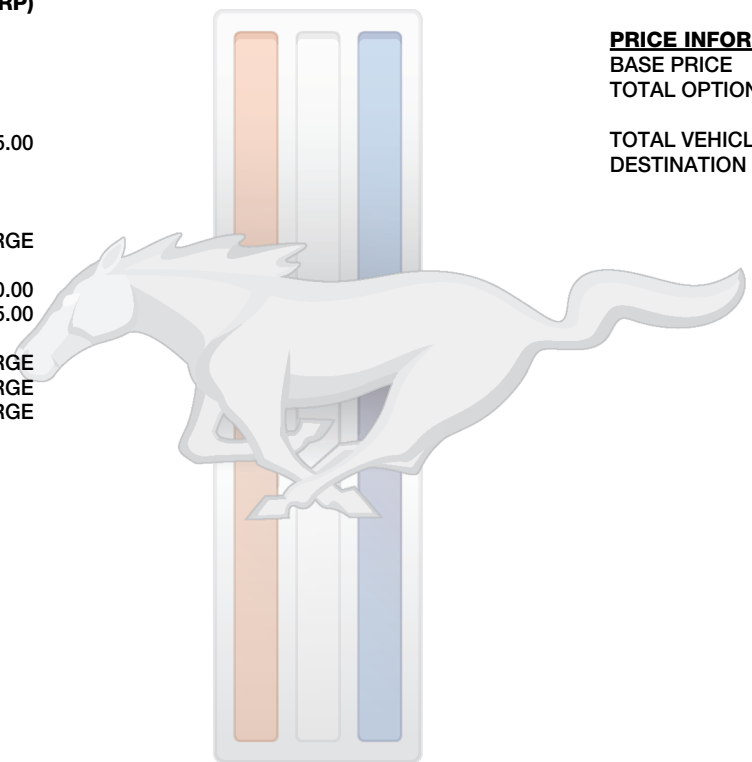 RP)
5.00
RGE
0.00
5.00
RGE
RGE
RGE
PRICE INFOR
BASE PRICE
TOTAL OPTION
TOTAL VEHICL
DESTINATION